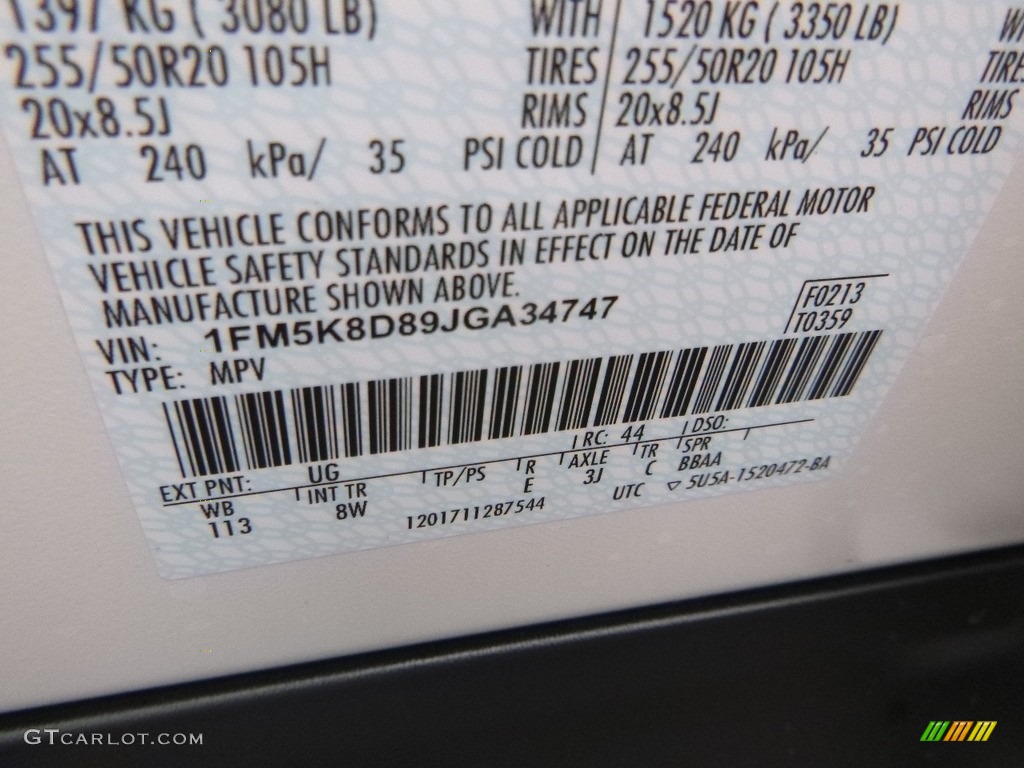 1397 KG ( 3080 LB) WITH 1520 KG ( 3350 LB)
255/50R20 105H TIRES 255/50R20 105H TIRES
20x8.5J RIMS 20x8.5J RIMS
AT 240 kPa/ 35 PSI COLD AT 240 kPa/ 35 PSI COLD
THIS VEHICLE CONFORMS TO ALL APPLICABLE FEDERAL MOTOR
VEHICLE SAFETY STANDARDS IN EFFECT ON THE DATE OF
MANUFACTURE SHOWN ABOVE.
VIN: 1FM5K8D89JGA34747 F0213
TYPE: MPV T0359
EXT PNT: UG RC: 44 DSO:
WB INT TR TP/PS R AXLE TR SPR
113 8W E 3J C BBAA
1201711287544 UTC ▽ 5U5A-1520472-BA
GTCARLOT.COM